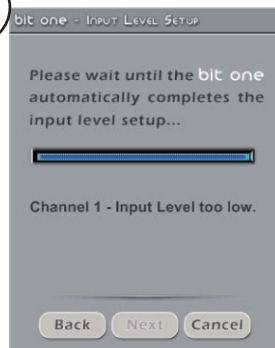 bit one - Input Level Setup
Please wait until the bit one
automatically completes the
input level setup...
Channel 1 - Input Level too low.
Back Next Cancel